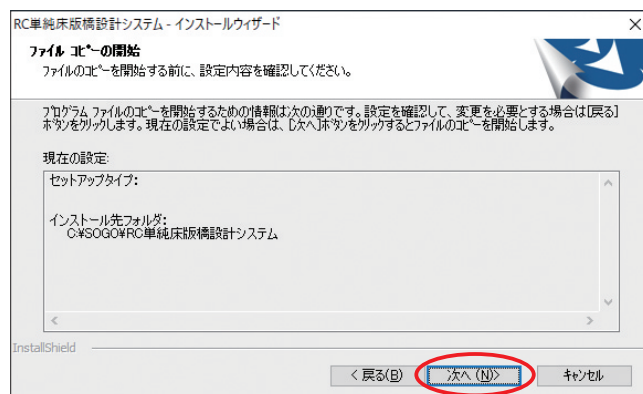 RC単純床版橋設計システム - インストールウィザード
ファイル コピーの開始
ファイルのコピーを開始する前に、設定内容を確認してください。
プログラム ファイルのコピーを開始するための情報は次の通りです。設定を確認して、変更を必要とする場合は[戻る]
ボタンをクリックします。現在の設定でよい場合は、[次へ]ボタンをクリックするとファイルのコピーを開始します。
現在の設定:
セットアップタイプ:
インストール先フォルダ:
C:¥SOGO¥RC単純床版橋設計システム
InstallShield
< 戻る(B)
次へ (N)>
キャンセル